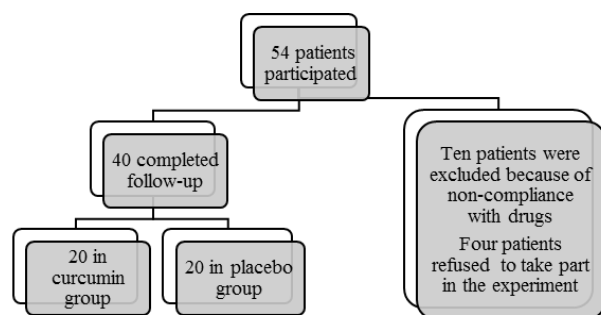 54 patients
participated
40 completed
follow-up
20 in
curcumin
group
20 in placebo
group
Ten patients were
excluded because of
non-compliance
with drugs
Four patients
refused to take part
in the experiment